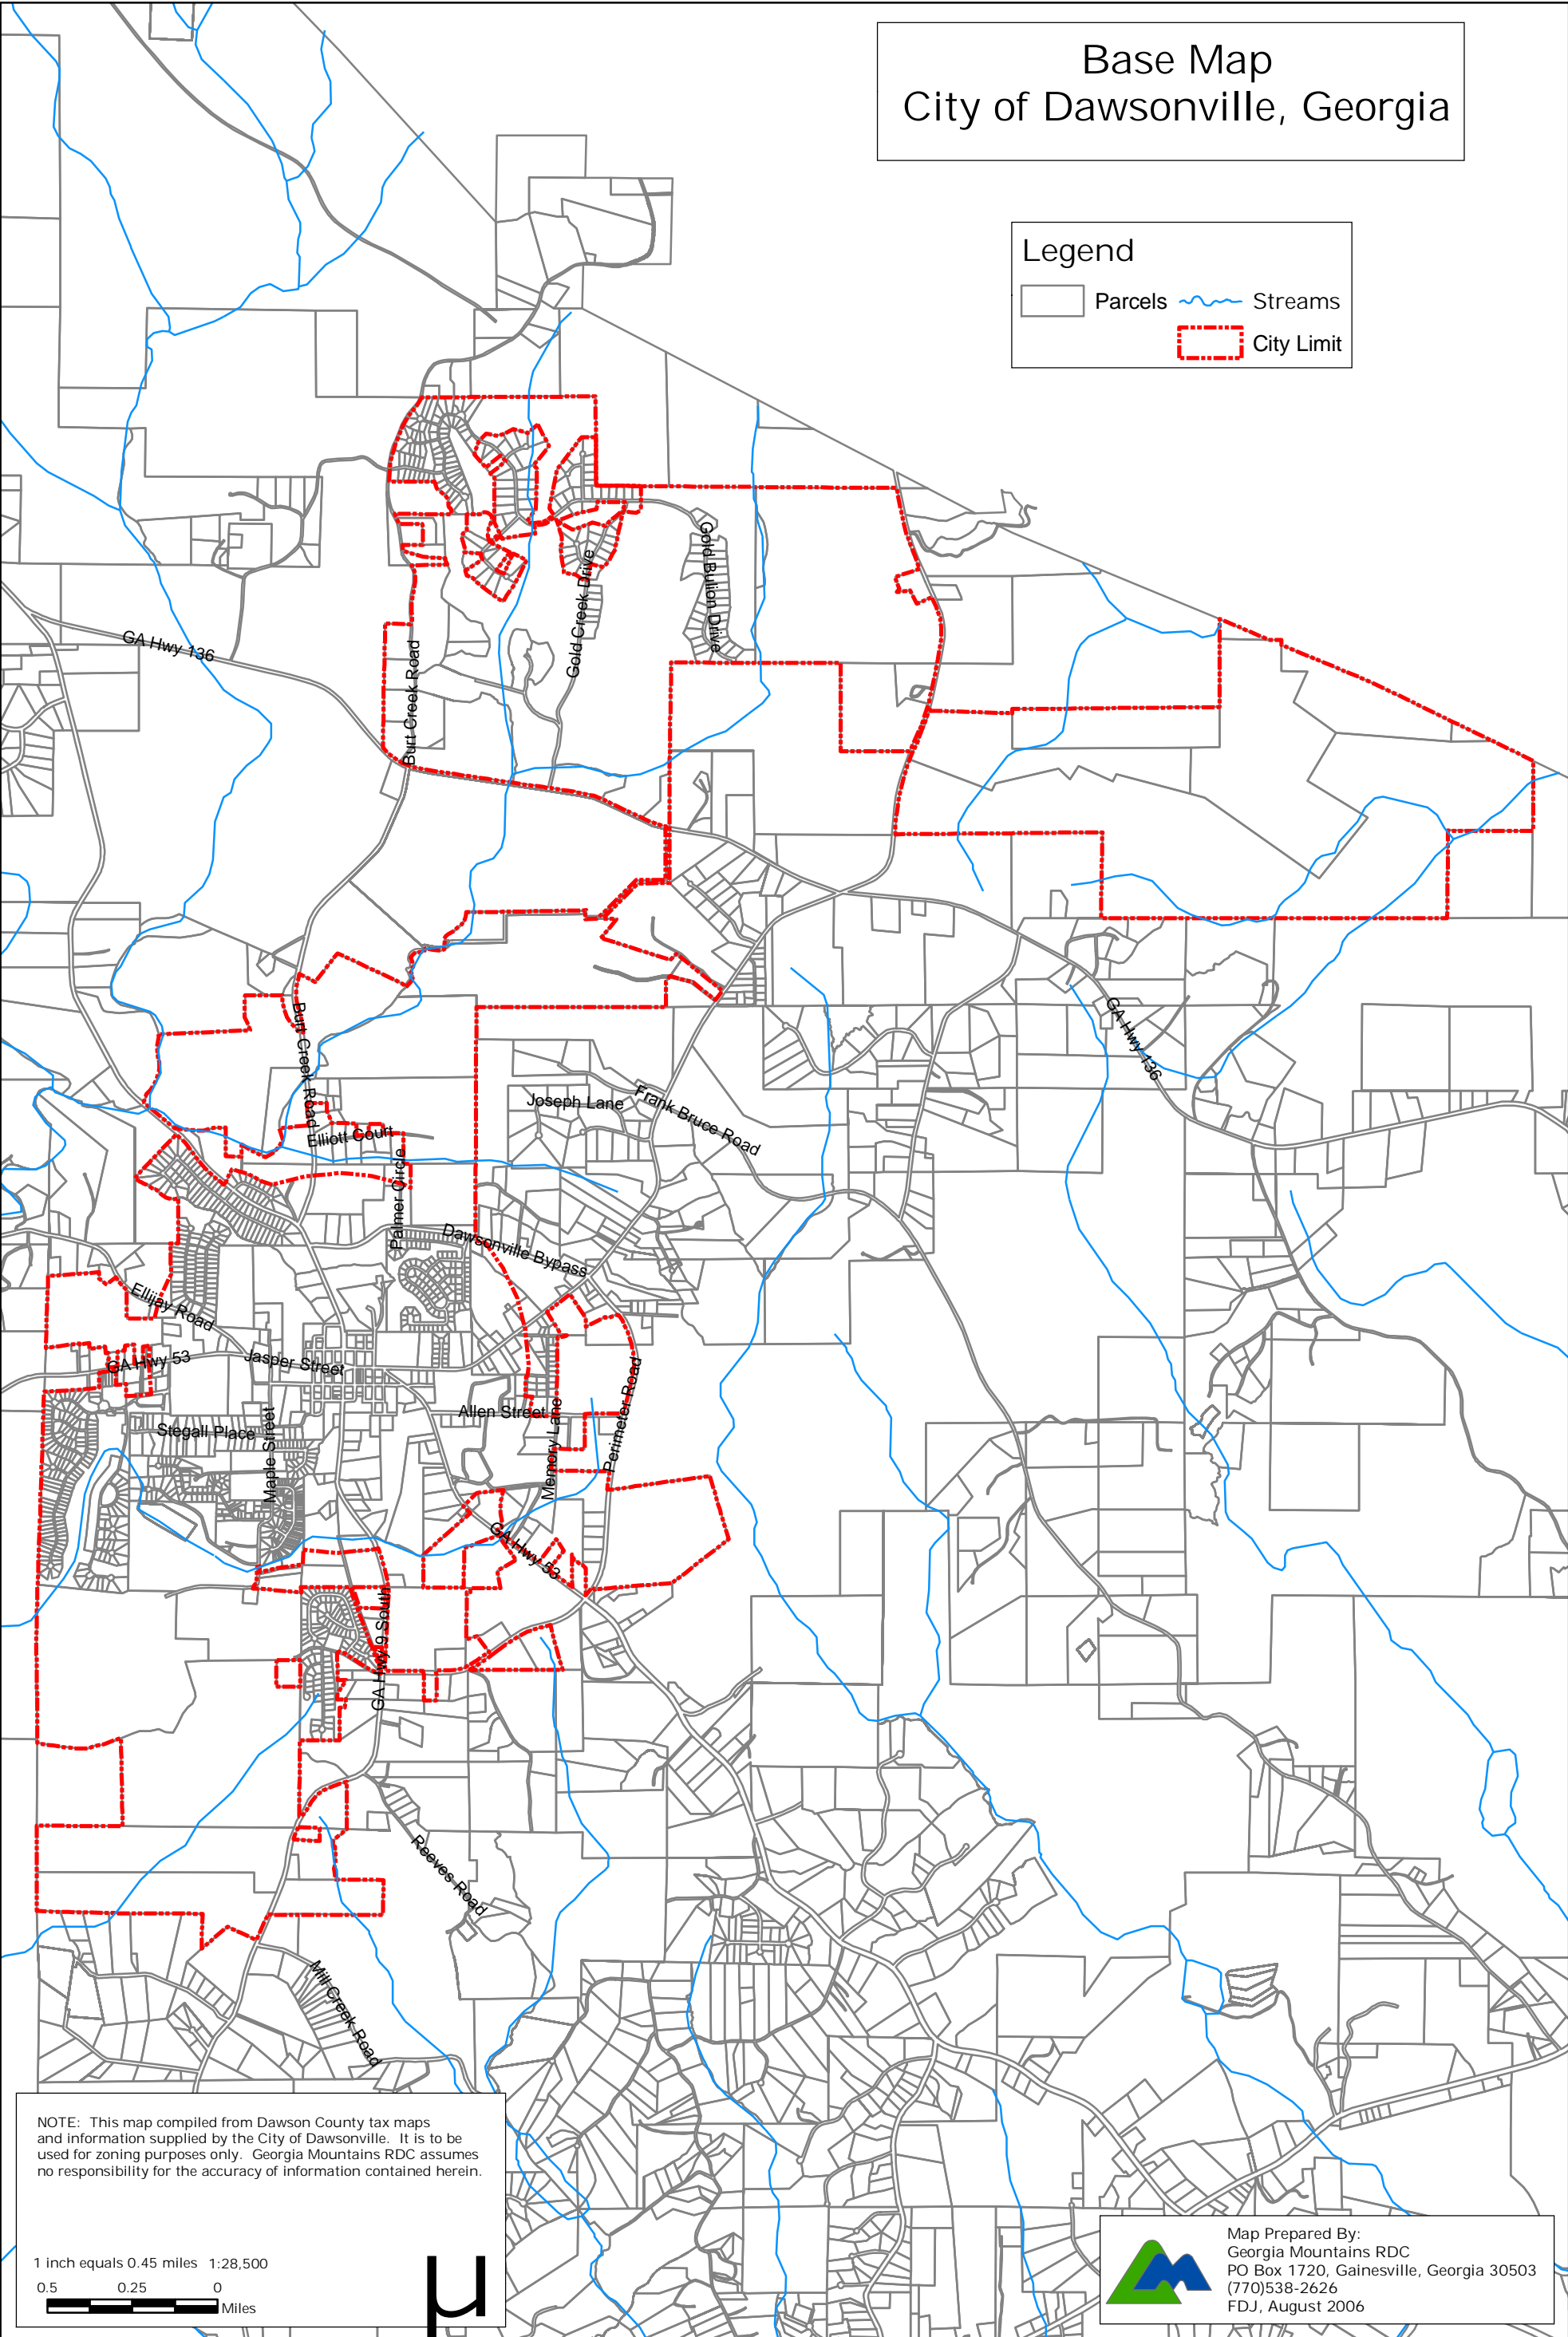 Base Map
City of Dawsonville, Georgia
Legend
Parcels
Streams
City Limit
GA Hwy 136
Burt Creek Road
Gold Creek Drive
Gold Bullion Drive
Burt Creek Road
GA Hwy 136
Joseph Lane
Frank Bruce Road
Elliott Court
Palmer Circle
Dawsonville Bypass
Ellijay Road
GA Hwy 53
Jasper Street
Allen Street
Stegall Place
Maple Street
Memory Lane
Perimeter Road
GA Hwy 53
GA Hwy 9 South
Reeves Road
Mill Creek Road
NOTE: This map compiled from Dawson County tax maps
and information supplied by the City of Dawsonville. It is to be
used for zoning purposes only. Georgia Mountains RDC assumes
no responsibility for the accuracy of information contained herein.
1 inch equals 0.45 miles 1:28,500
0.5 0.25 0
Miles
µ
Map Prepared By:
Georgia Mountains RDC
PO Box 1720, Gainesville, Georgia 30503
(770)538-2626
FDJ, August 2006